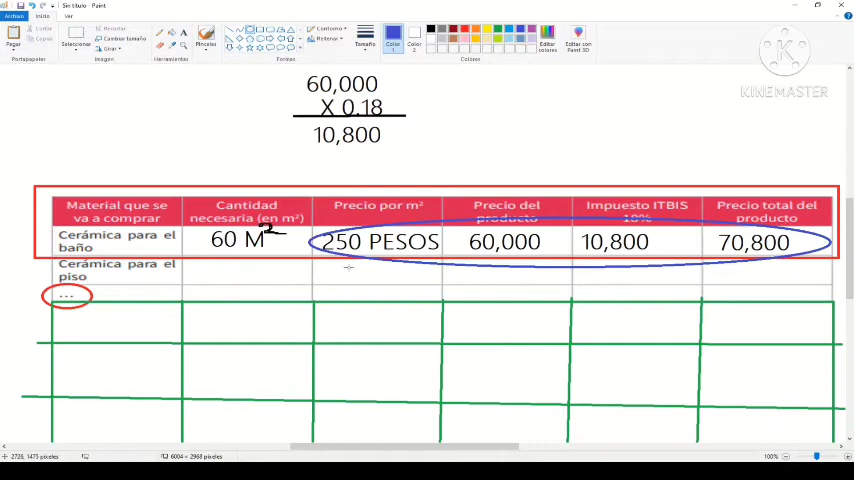 Sin título - Paint
Archivo Inicio Ver
Pegar
Cortar
Copiar
Portapapeles
Seleccionar
Recortar
Cambiar tamaño
Girar
Imagen
Herramientas
Pinceles
Formas
Contorno
Rellenar
Tamaño
Color 1
Color 2
Colores
Editar colores
Editar con Paint 3D
K
KINEMASTER
60,000
X 0.18
10,800
Material que se va a comprar
Cantidad necesaria (en m²)
Precio por m²
Precio del producto
Impuesto ITBIS 18%
Precio total del producto
Cerámica para el baño
60 M²
250 PESOS
60,000
10,800
70,800
Cerámica para el piso
...
2726, 1475 píxeles
6004 × 2968 píxeles
100%